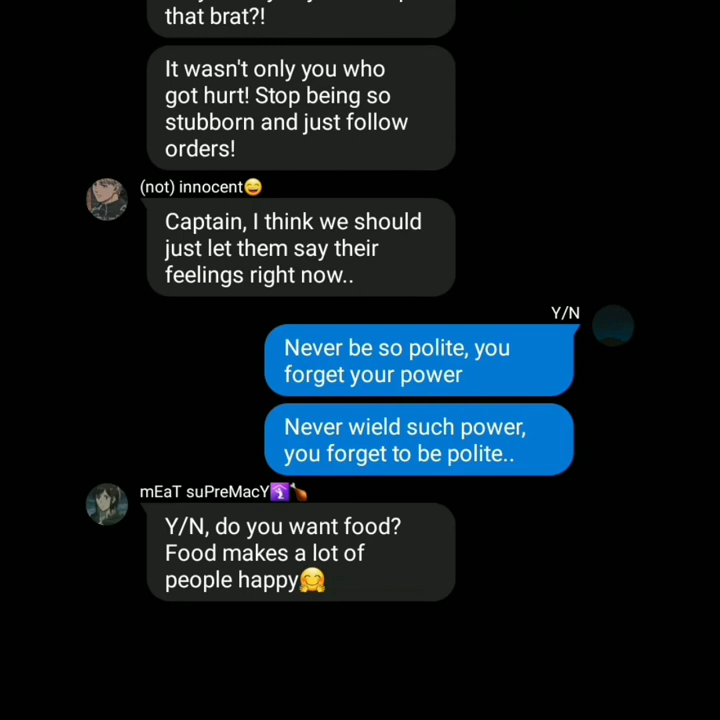 that brat?!
It wasn't only you who
got hurt! Stop being so
stubborn and just follow
orders!
(not) innocent😄
Captain, I think we should
just let them say their
feelings right now..
Y/N
Never be so polite, you
forget your power
Never wield such power,
you forget to be polite..
mEaT suPreMacY🛐🍗
Y/N, do you want food?
Food makes a lot of
people happy🤗